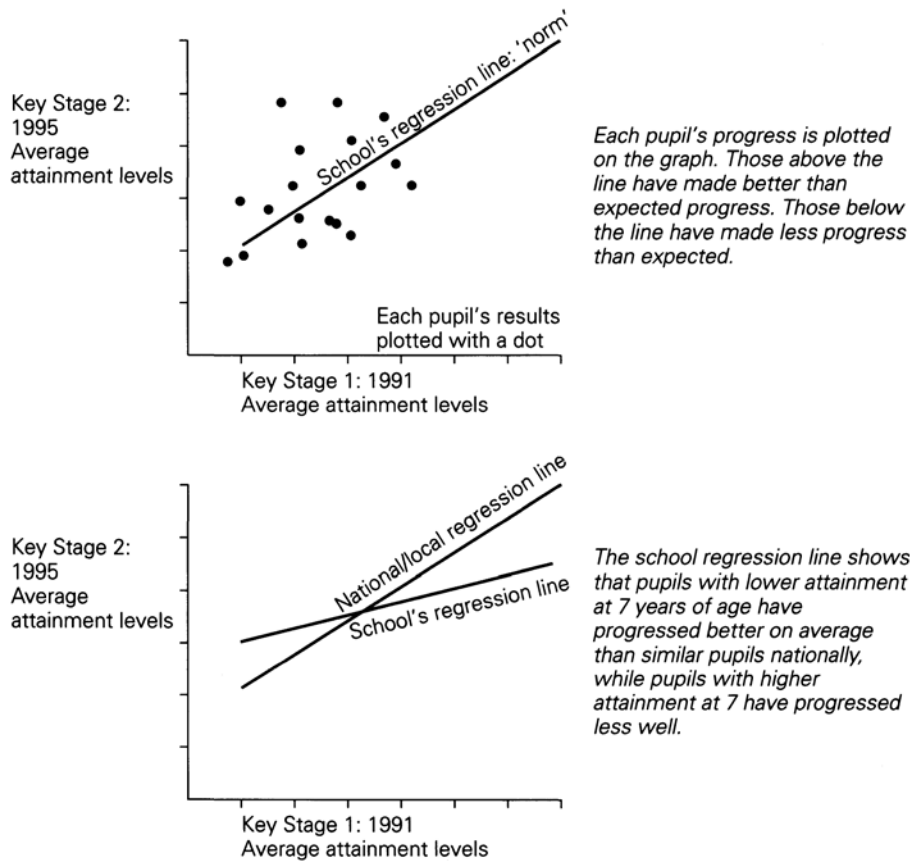 Key Stage 2:
1995
Average
attainment levels
School's regression line: 'norm'
Each pupil's results
plotted with a dot
Key Stage 1: 1991
Average attainment levels
Each pupil's progress is plotted
on the graph. Those above the
line have made better than
expected progress. Those below
the line have made less progress
than expected.
Key Stage 2:
1995
Average
attainment levels
National/local regression line
School's regression line
Key Stage 1: 1991
Average attainment levels
The school regression line shows
that pupils with lower attainment
at 7 years of age have
progressed better on average
than similar pupils nationally,
while pupils with higher
attainment at 7 have progressed
less well.